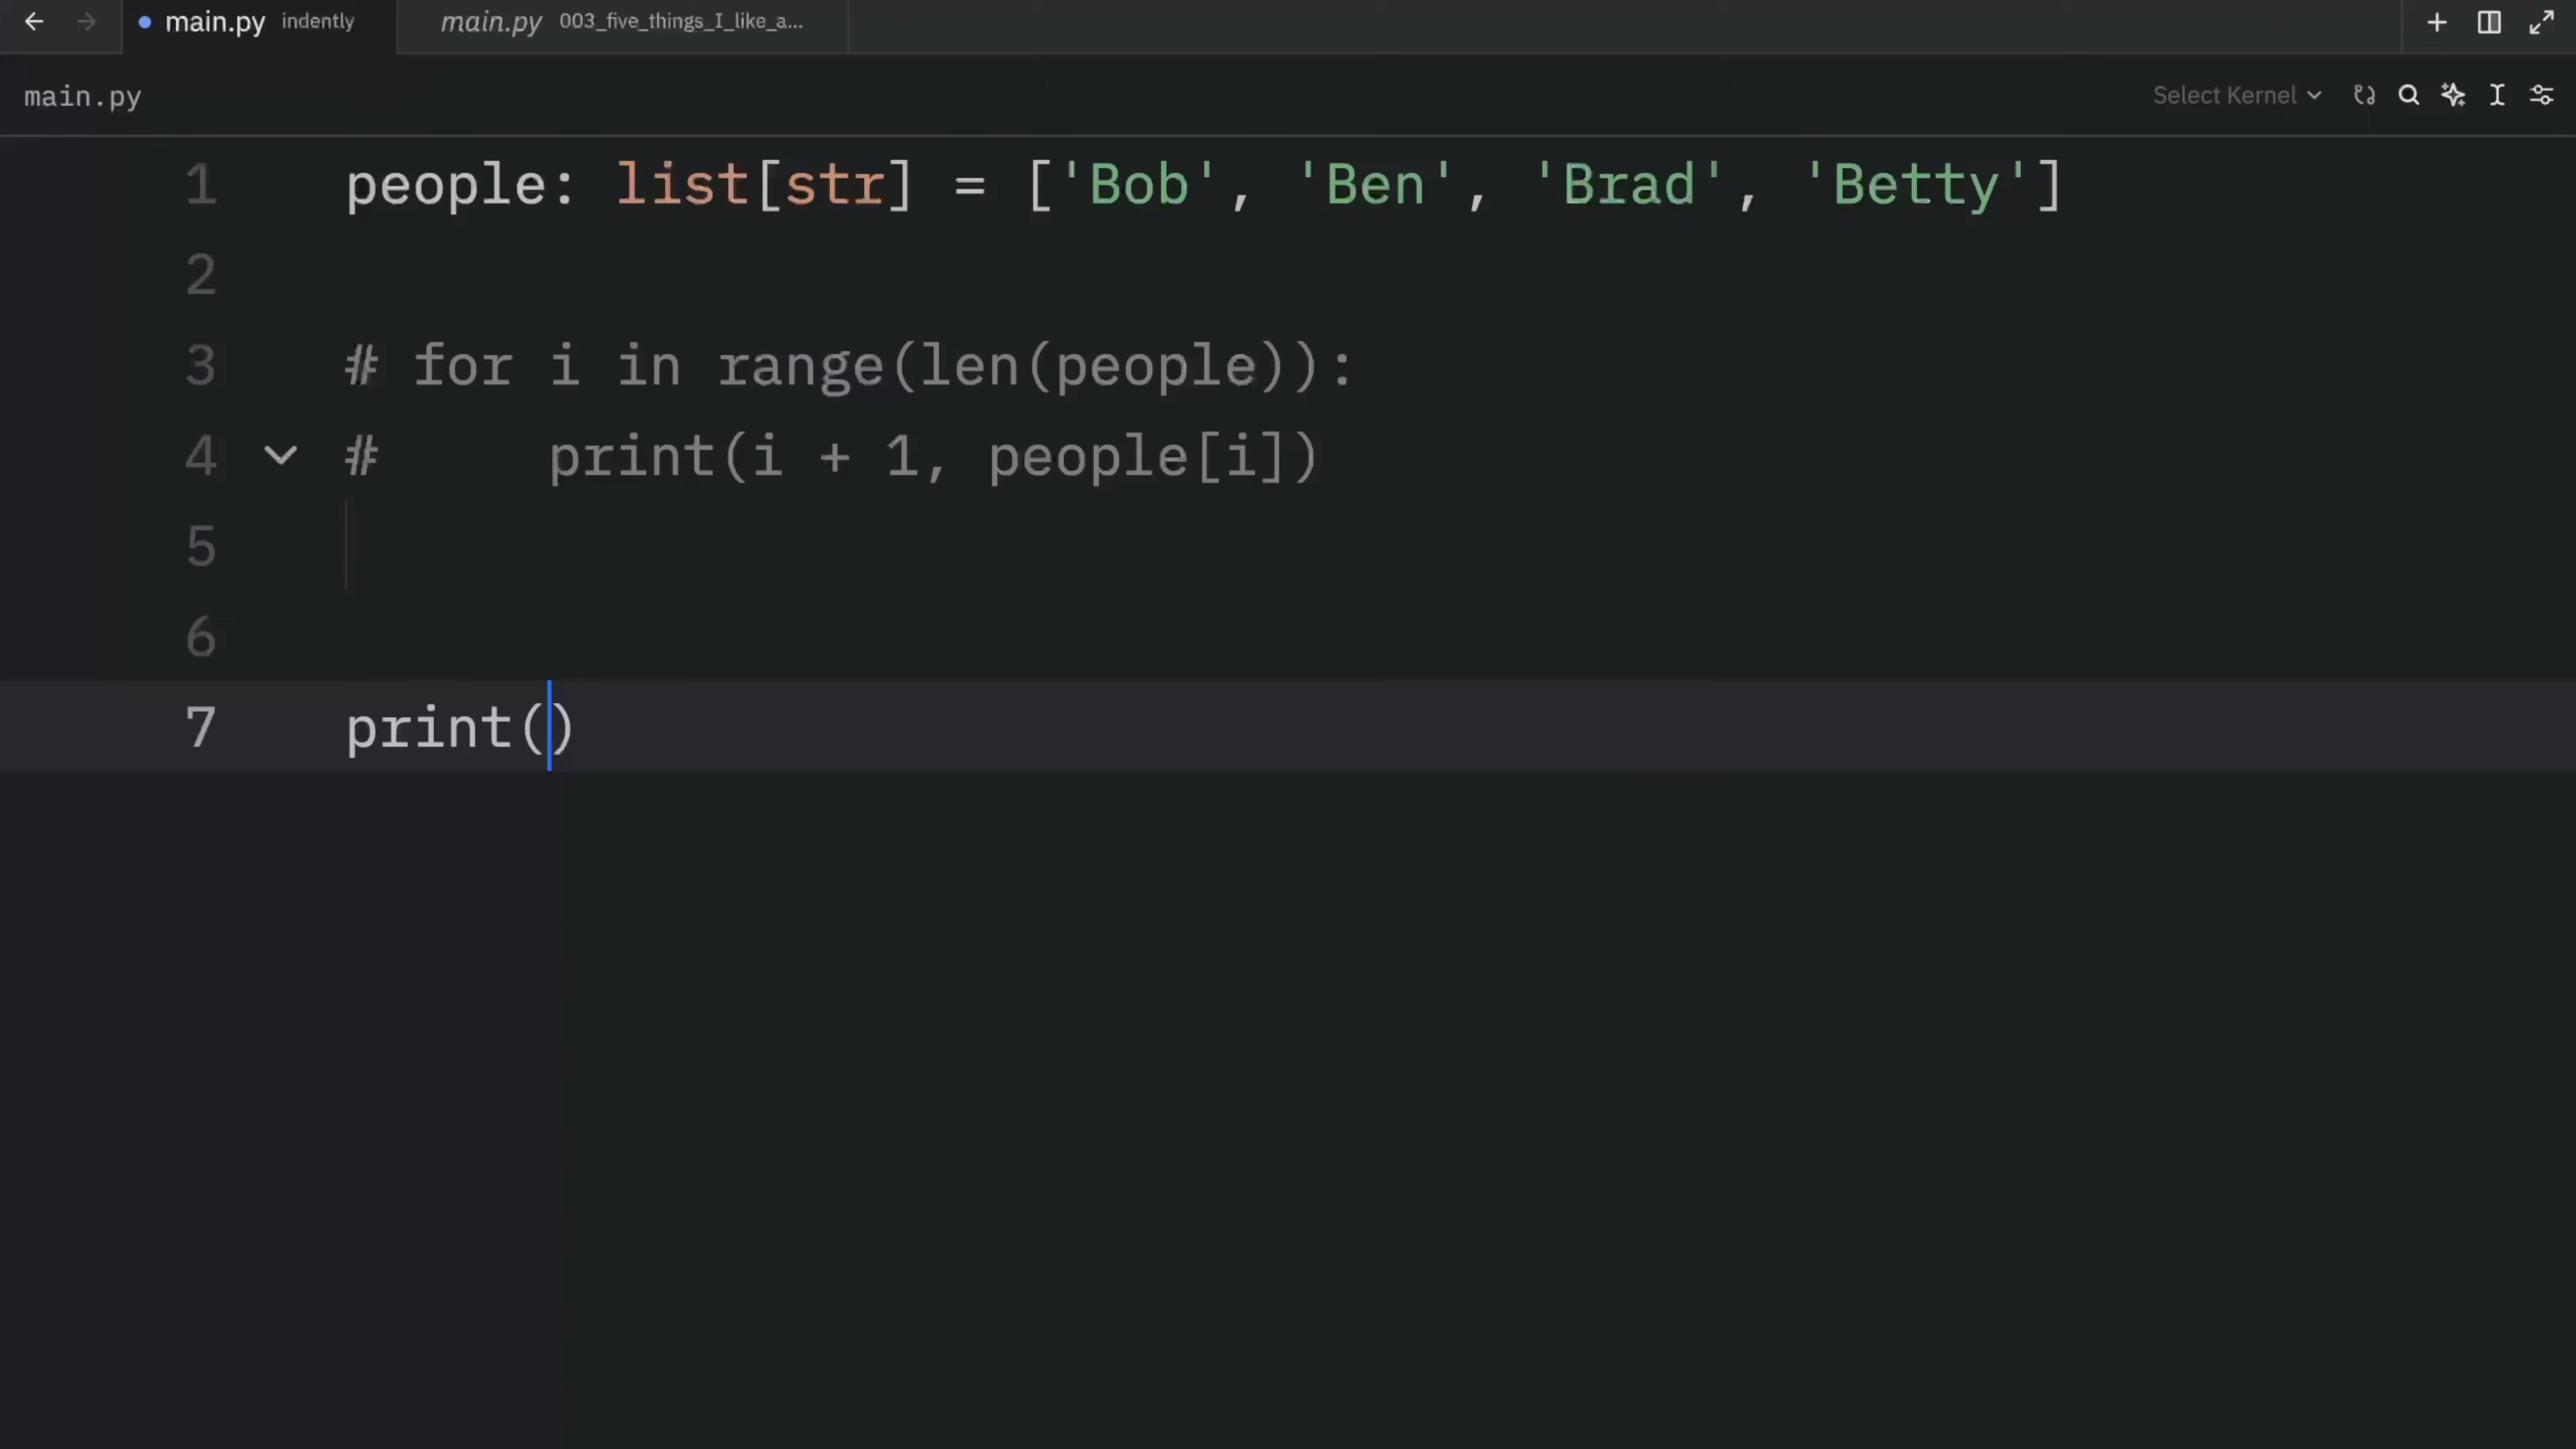 main.py indently main.py 003_five_things_I_like_a...
main.py Select Kernel
1 people: list[str] = ['Bob', 'Ben', 'Brad', 'Betty']
2
3 # for i in range(len(people)):
4 #     print(i + 1, people[i])
5
6
7 print()